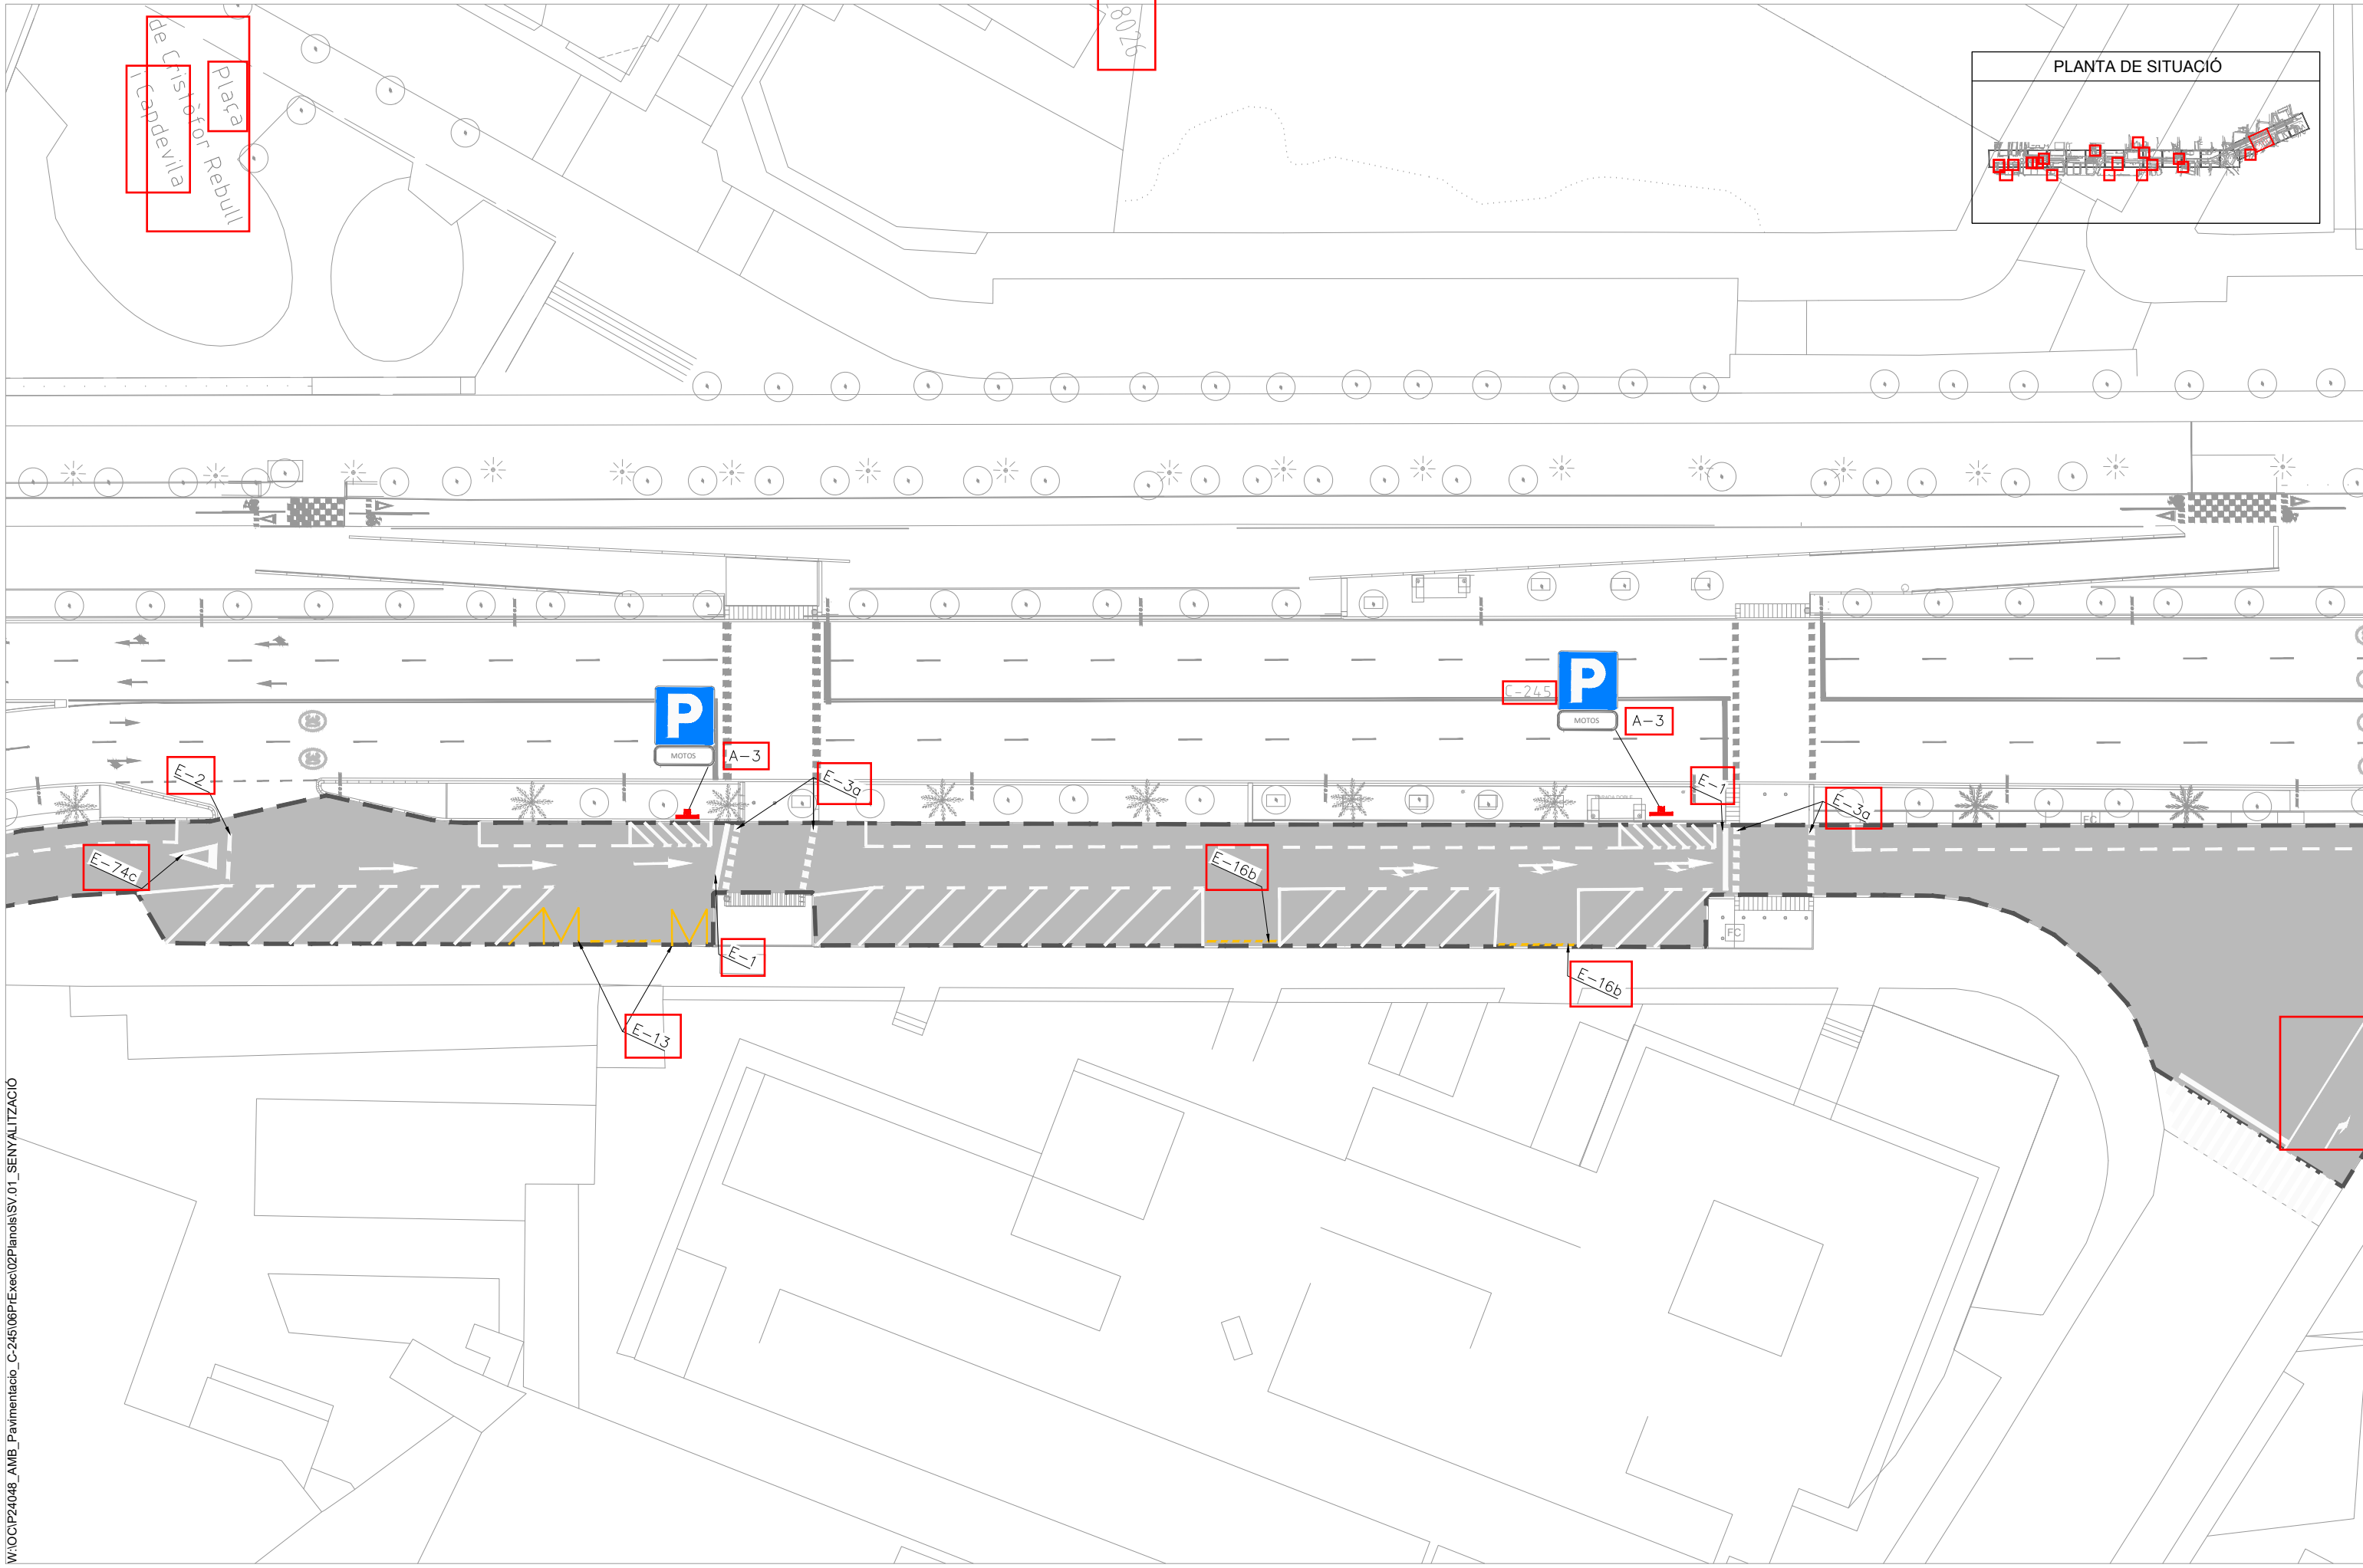 Plaça
de Cristòfor Rebull
i Capdevila
PLANTA DE SITUACIÓ
C-245
P
MOTOS
A-3
P
MOTOS
A-3
E-2
E-3a
E-1
E-3a
E-74c
E-16b
E-1
E-16b
E-13
FC
FC
W:\OC\P24048_AMB_Pavimentacio_C-245\06PrExec\02Planols\SV.01_SENYALITZACIÓ